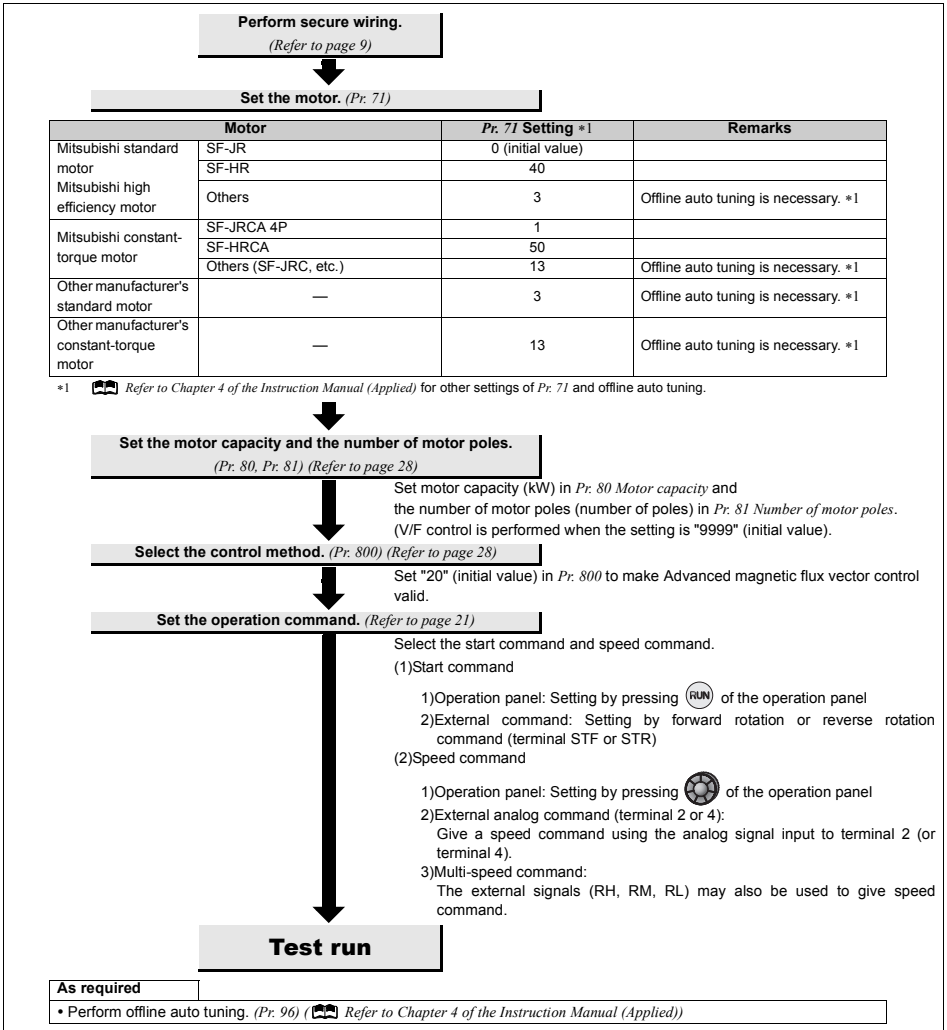 Perform secure wiring.
(Refer to page 9)
Set the motor. (Pr. 71)
Motor Pr. 71 Setting *1 Remarks
Mitsubishi standard motor Mitsubishi high efficiency motor SF-JR 0 (initial value)
SF-HR 40
Others 3 Offline auto tuning is necessary. *1
Mitsubishi constant-torque motor SF-JRCA 4P 1
SF-HRCA 50
Others (SF-JRC, etc.) 13 Offline auto tuning is necessary. *1
Other manufacturer's standard motor — 3 Offline auto tuning is necessary. *1
Other manufacturer's constant-torque motor — 13 Offline auto tuning is necessary. *1
*1 Refer to Chapter 4 of the Instruction Manual (Applied) for other settings of Pr. 71 and offline auto tuning.
Set the motor capacity and the number of motor poles.
(Pr. 80, Pr. 81) (Refer to page 28)
Set motor capacity (kW) in Pr. 80 Motor capacity and
the number of motor poles (number of poles) in Pr. 81 Number of motor poles.
(V/F control is performed when the setting is "9999" (initial value).
Select the control method. (Pr. 800) (Refer to page 28)
Set "20" (initial value) in Pr. 800 to make Advanced magnetic flux vector control
valid.
Set the operation command. (Refer to page 21)
Select the start command and speed command.
(1)Start command
1)Operation panel: Setting by pressing RUN of the operation panel
2)External command: Setting by forward rotation or reverse rotation
command (terminal STF or STR)
(2)Speed command
1)Operation panel: Setting by pressing of the operation panel
2)External analog command (terminal 2 or 4):
Give a speed command using the analog signal input to terminal 2 (or
terminal 4).
3)Multi-speed command:
The external signals (RH, RM, RL) may also be used to give speed
command.
Test run
As required
• Perform offline auto tuning. (Pr. 96) ( Refer to Chapter 4 of the Instruction Manual (Applied))